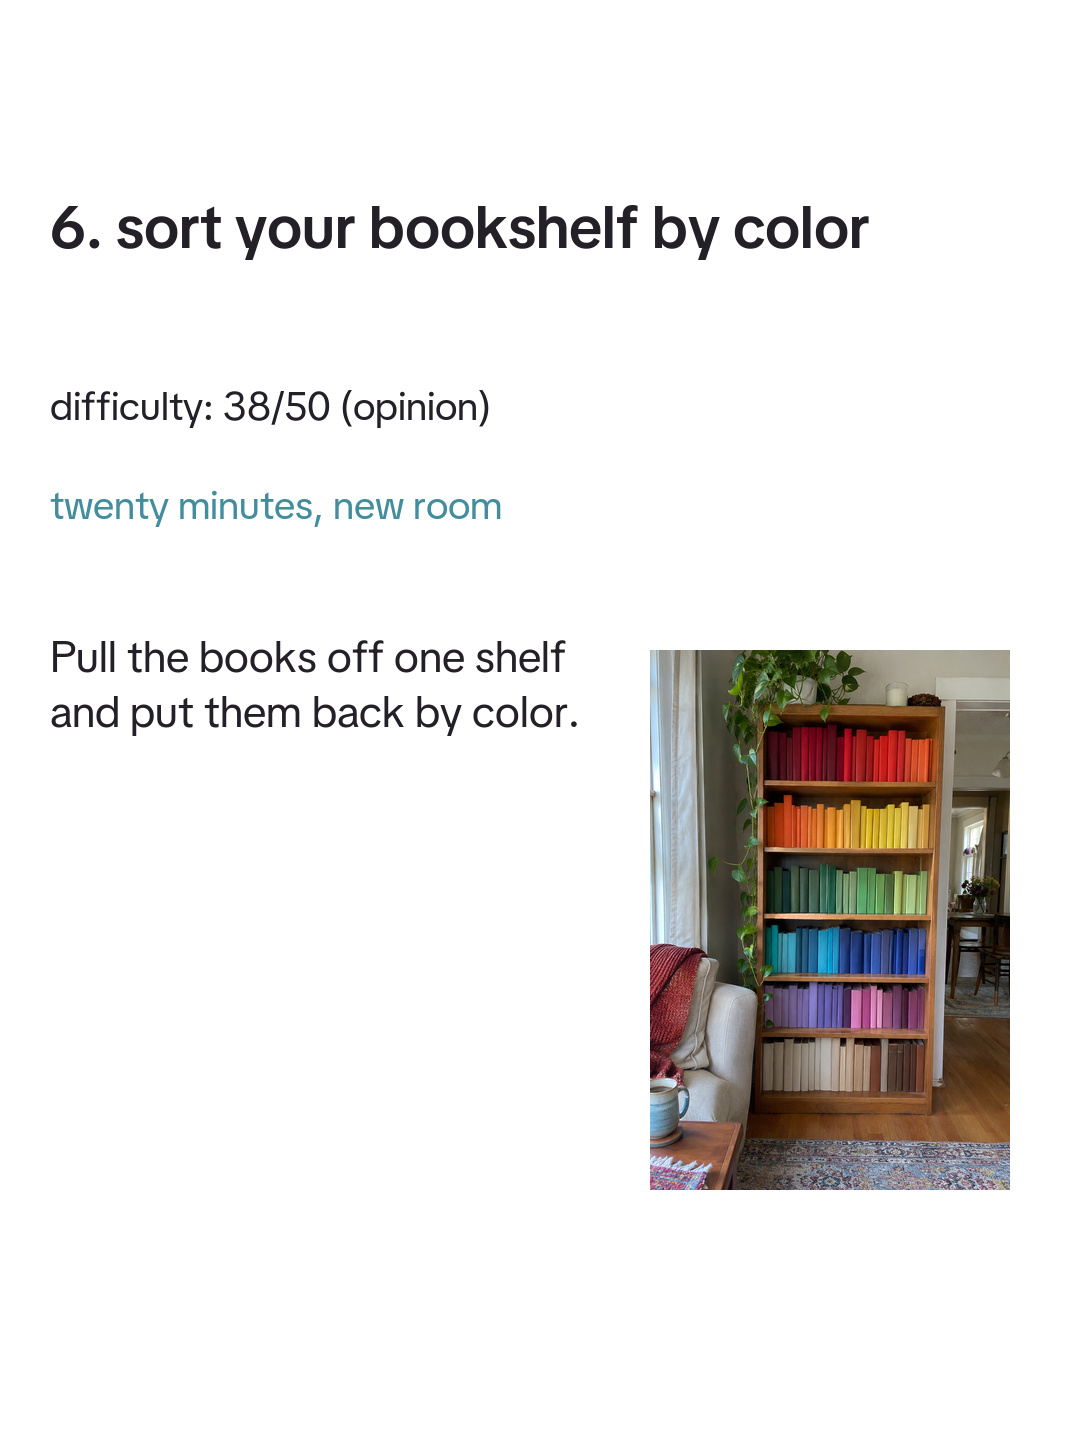 6. sort your bookshelf by color
difficulty: 38/50 (opinion)
twenty minutes, new room
Pull the books off one shelf
and put them back by color.